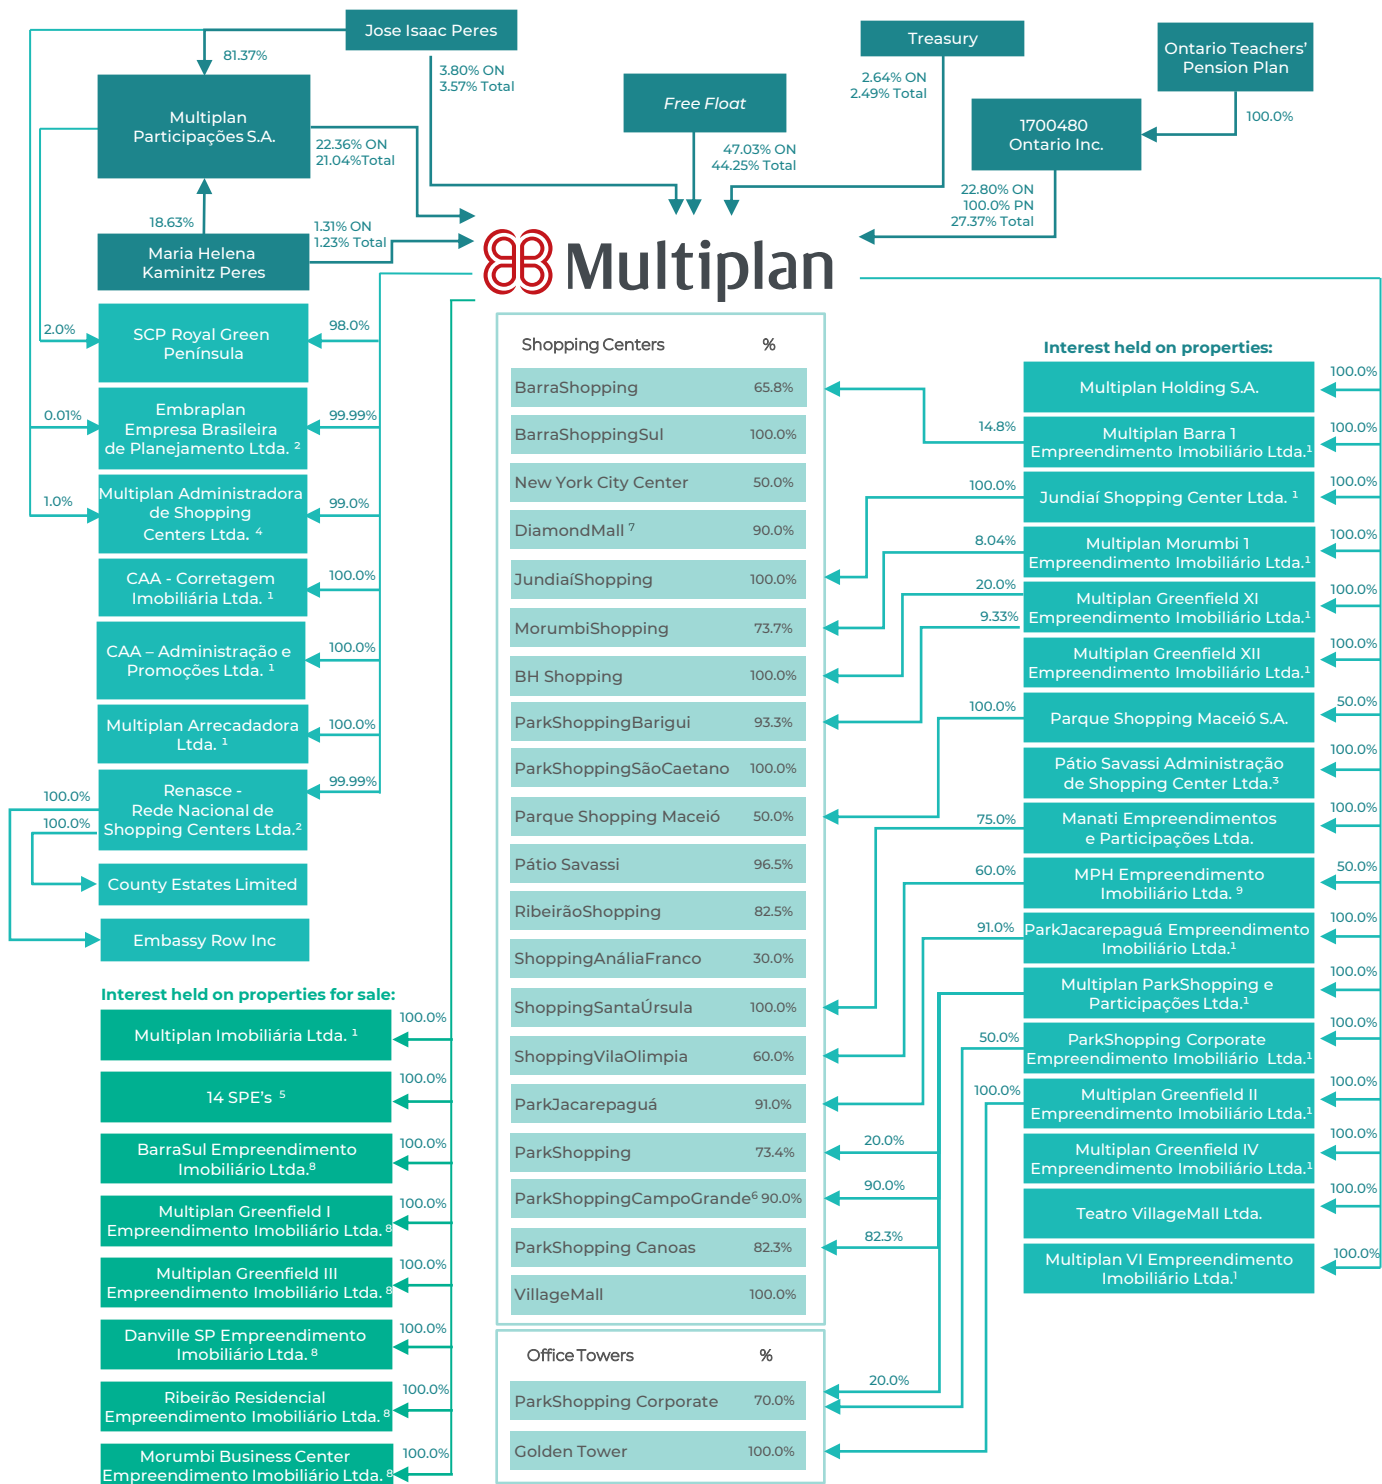 Jose Isaac Peres
Treasury
Ontario Teachers’
Pension Plan
81.37%
3.80% ON
3.57% Total
2.64% ON
2.49% Total
Free Float
Multiplan
Participações S.A.
1700480
Ontario Inc.
100.0%
22.36% ON
21.04%Total
47.03% ON
44.25% Total
22.80% ON
100.0% PN
27.37% Total
18.63%
1.31% ON
1.23% Total
Maria Helena
Kaminitz Peres
Multiplan
2.0%
SCP Royal Green
Península
98.0%
0.01%
Embraplan
Empresa Brasileira
de Planejamento Ltda. ²
99.99%
1.0%
Multiplan Administradora
de Shopping
Centers Ltda. ⁴
99.0%
CAA - Corretagem
Imobiliária Ltda. ¹
100.0%
CAA – Administração e
Promoções Ltda. ¹
100.0%
Multiplan Arrecadadora
Ltda. ¹
100.0%
Renasce -
Rede Nacional de
Shopping Centers Ltda.²
99.99%
100.0%
100.0%
County Estates Limited
Embassy Row Inc
Interest held on properties for sale:
Multiplan Imobiliária Ltda. ¹
100.0%
14 SPE's ⁵
100.0%
BarraSul Empreendimento
Imobiliário Ltda.⁸
100.0%
Multiplan Greenfield I
Empreendimento Imobiliário Ltda. ⁸
100.0%
Multiplan Greenfield III
Empreendimento Imobiliário Ltda. ⁸
100.0%
Danville SP Empreendimento
Imobiliário Ltda. ⁸
100.0%
Ribeirão Residencial
Empreendimento Imobiliário Ltda. ⁸
100.0%
Morumbi Business Center
Empreendimento Imobiliário Ltda. ⁸
100.0%
Shopping Centers %
BarraShopping 65.8%
BarraShoppingSul 100.0%
New York City Center 50.0%
DiamondMall ⁷ 90.0%
JundiaíShopping 100.0%
MorumbiShopping 73.7%
BH Shopping 100.0%
ParkShoppingBarigui 93.3%
ParkShoppingSãoCaetano 100.0%
Parque Shopping Maceió 50.0%
Pátio Savassi 96.5%
RibeirãoShopping 82.5%
ShoppingAnáliaFranco 30.0%
ShoppingSantaÚrsula 100.0%
ShoppingVilaOlimpia 60.0%
ParkJacarepaguá 91.0%
ParkShopping 73.4%
ParkShoppingCampoGrande⁶ 90.0%
ParkShopping Canoas 82.3%
VillageMall 100.0%
Office Towers %
ParkShopping Corporate 70.0%
Golden Tower 100.0%
Interest held on properties:
Multiplan Holding S.A.
100.0%
14.8%
Multiplan Barra 1
Empreendimento Imobiliário Ltda.¹
100.0%
100.0%
Jundiaí Shopping Center Ltda. ¹
100.0%
8.04%
Multiplan Morumbi 1
Empreendimento Imobiliário Ltda.¹
100.0%
20.0%
9.33%
Multiplan Greenfield XI
Empreendimento Imobiliário Ltda.¹
100.0%
Multiplan Greenfield XII
Empreendimento Imobiliário Ltda.¹
100.0%
100.0%
Parque Shopping Maceió S.A.
50.0%
Pátio Savassi Administração
de Shopping Center Ltda.³
100.0%
75.0%
Manati Empreendimentos
e Participações Ltda.
100.0%
60.0%
MPH Empreendimento
Imobiliário Ltda. ⁹
50.0%
91.0%
ParkJacarepaguá Empreendimento
Imobiliário Ltda.¹
100.0%
Multiplan ParkShopping e
Participações Ltda.¹
100.0%
50.0%
ParkShopping Corporate
Empreendimento Imobiliário Ltda.¹
100.0%
100.0%
Multiplan Greenfield II
Empreendimento Imobiliário Ltda.¹
100.0%
20.0%
Multiplan Greenfield IV
Empreendimento Imobiliário Ltda.¹
100.0%
90.0%
Teatro VillageMall Ltda.
100.0%
82.3%
Multiplan VI Empreendimento
Imobiliário Ltda.¹
100.0%
20.0%